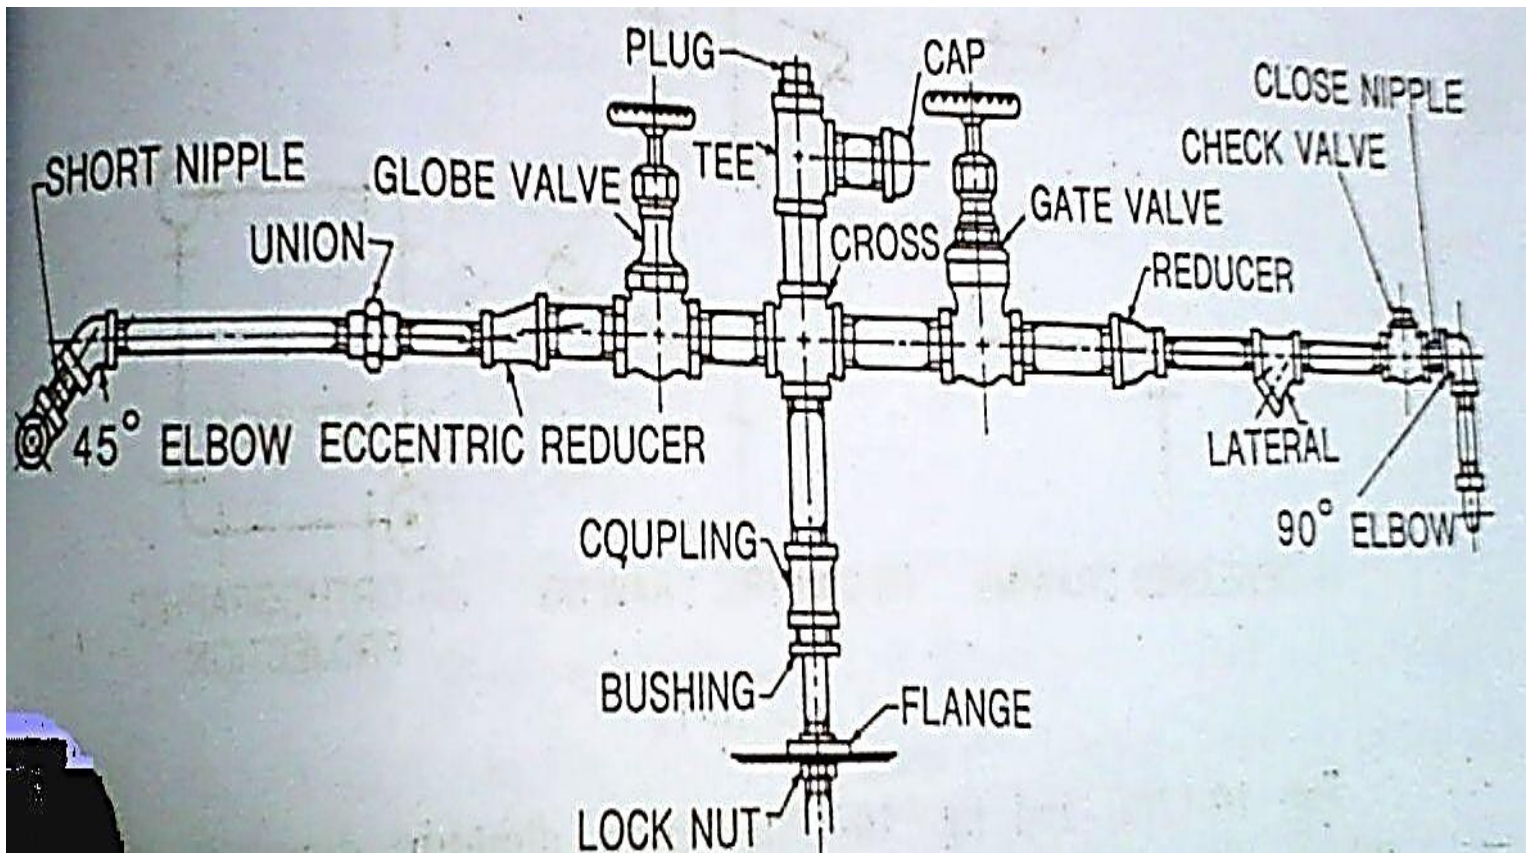 PLUG
CAP
CLOSE NIPPLE
CHECK VALVE
SHORT NIPPLE
GLOBE VALVE
TEE
GATE VALVE
UNION
CROSS
REDUCER
45° ELBOW
ECCENTRIC REDUCER
LATERAL
90° ELBOW
COUPLING
BUSHING
FLANGE
LOCK NUT